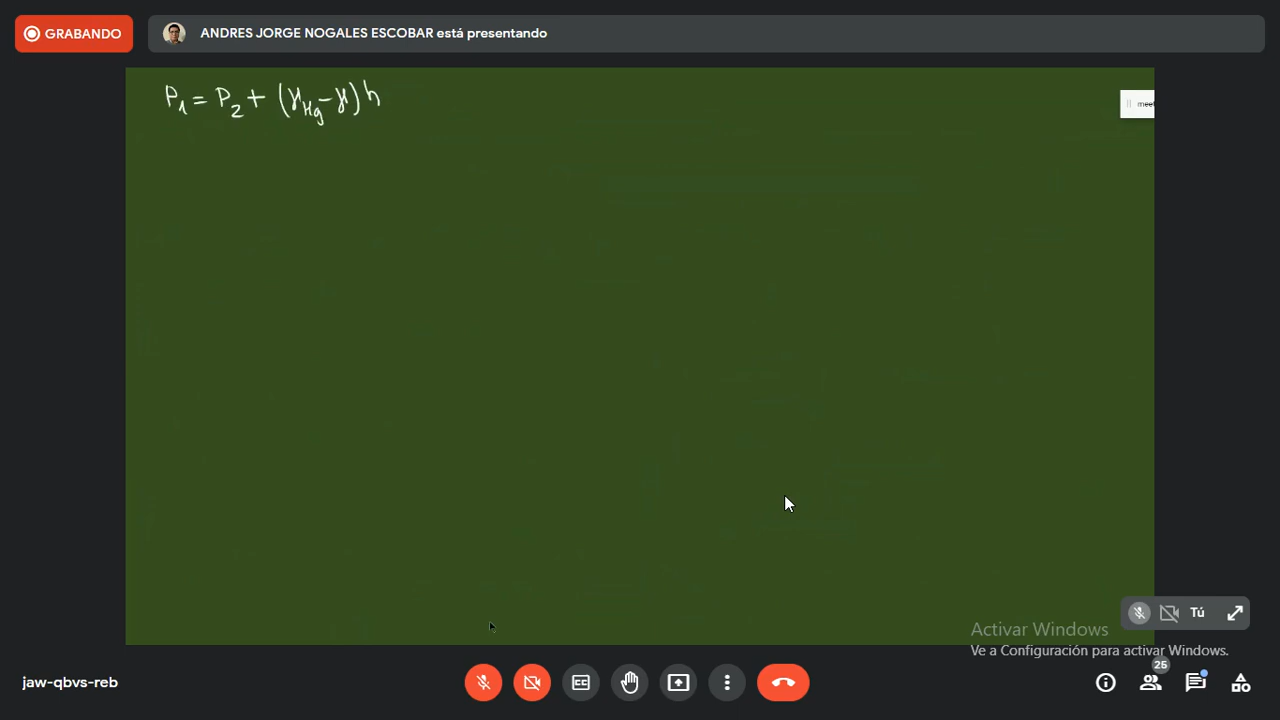 GRABANDO
ANDRES JORGE NOGALES ESCOBAR está presentando
P₁ = P₂ + (γHg - γ) h
meet
Tú
Activar Windows
Ve a Configuración para activar Windows.
jaw-qbvs-reb
25